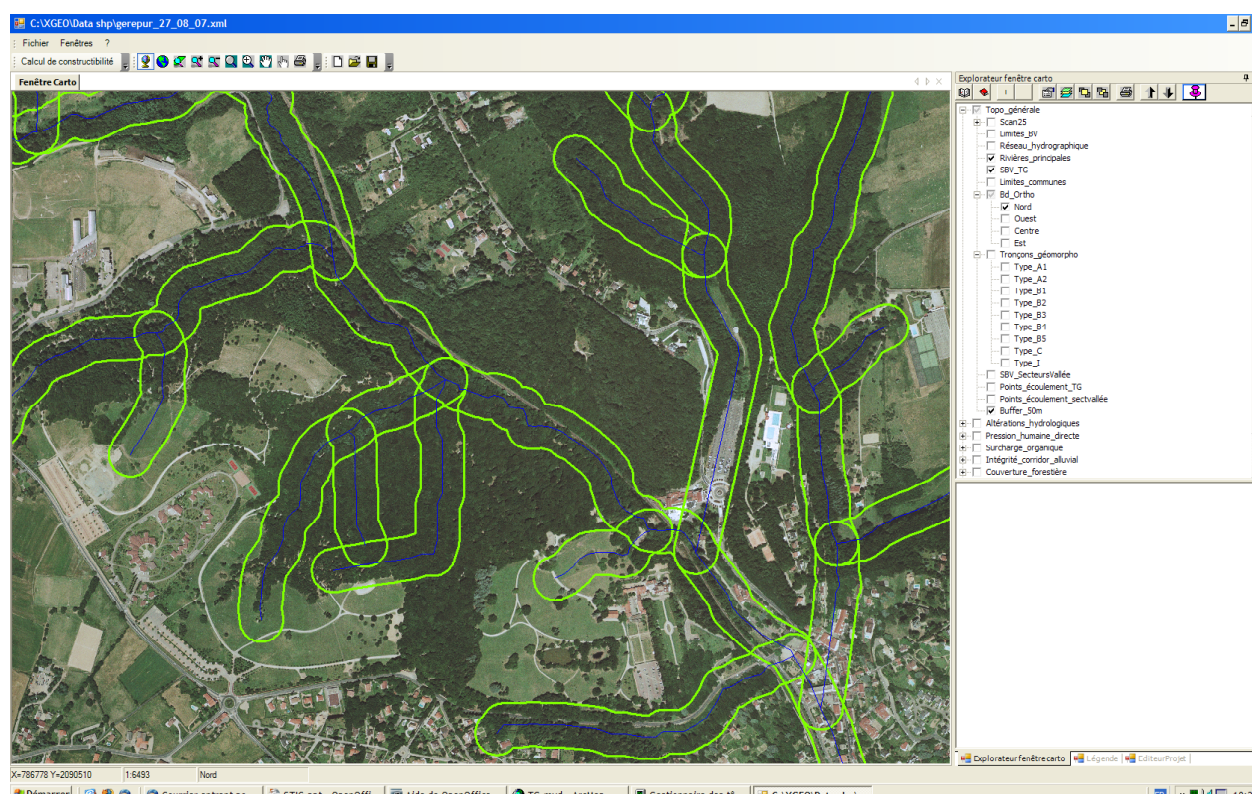 C:\XGEO\Data shp\gerepur_27_08_07.xml
Fichier Fenêtres ?
Calcul de constructibilité
Fenêtre Carto
Explorateur fenêtre carto
Topo_générale
Scan25
Limites_BV
Réseau_hydrographique
Rivières_principales
SBV_TG
Limites_communes
Bd_Ortho
Nord
Ouest
Centre
Est
Tronçons_géomorpho
Type_A1
Type_A2
Type_B1
Type_B2
Type_B3
Type_B4
Type_B5
Type_C
Type_I
SBV_SecteursVallée
Points_écoulement_TG
Points_écoulement_sectvallée
Buffer_50m
Altérations_hydrologiques
Pression_humaine_directe
Surcharge_organique
Intégrité_corridor_alluvial
Couverture_forestière
Explorateur fenêtre carto Légende EditeurProjet
X=786778 Y=2090510 1:6493 Nord